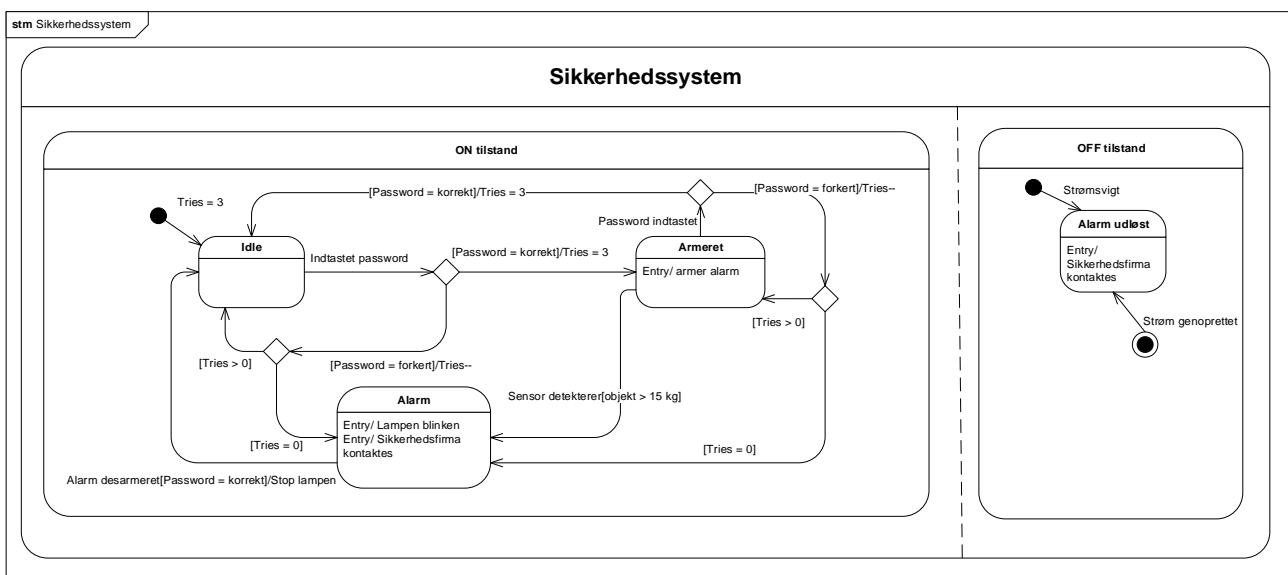 stm Sikkerhedssystem
Sikkerhedssystem
ON tilstand
Tries = 3
[Password = korrekt]/Tries = 3
[Password = forkert]/Tries--
Password indtastet
Idle
Indtastet password
[Password = korrekt]/Tries = 3
Armeret
Entry/ armer alarm
[Tries > 0]
[Tries > 0]
[Password = forkert]/Tries--
Alarm
Entry/ Lampen blinken
Entry/ Sikkerhedsfirma
kontaktes
Sensor detekterer[objekt > 15 kg]
[Tries = 0]
[Tries = 0]
Alarm desarmeret[Password = korrekt]/Stop lampen
OFF tilstand
Strømsvigt
Alarm udløst
Entry/
Sikkerhedsfirma
kontaktes
Strøm genoprettet